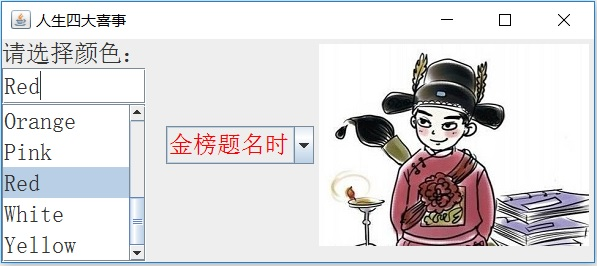 人生四大喜事
请选择颜色：
Red
Orange
Pink
Red
White
Yellow
金榜题名时